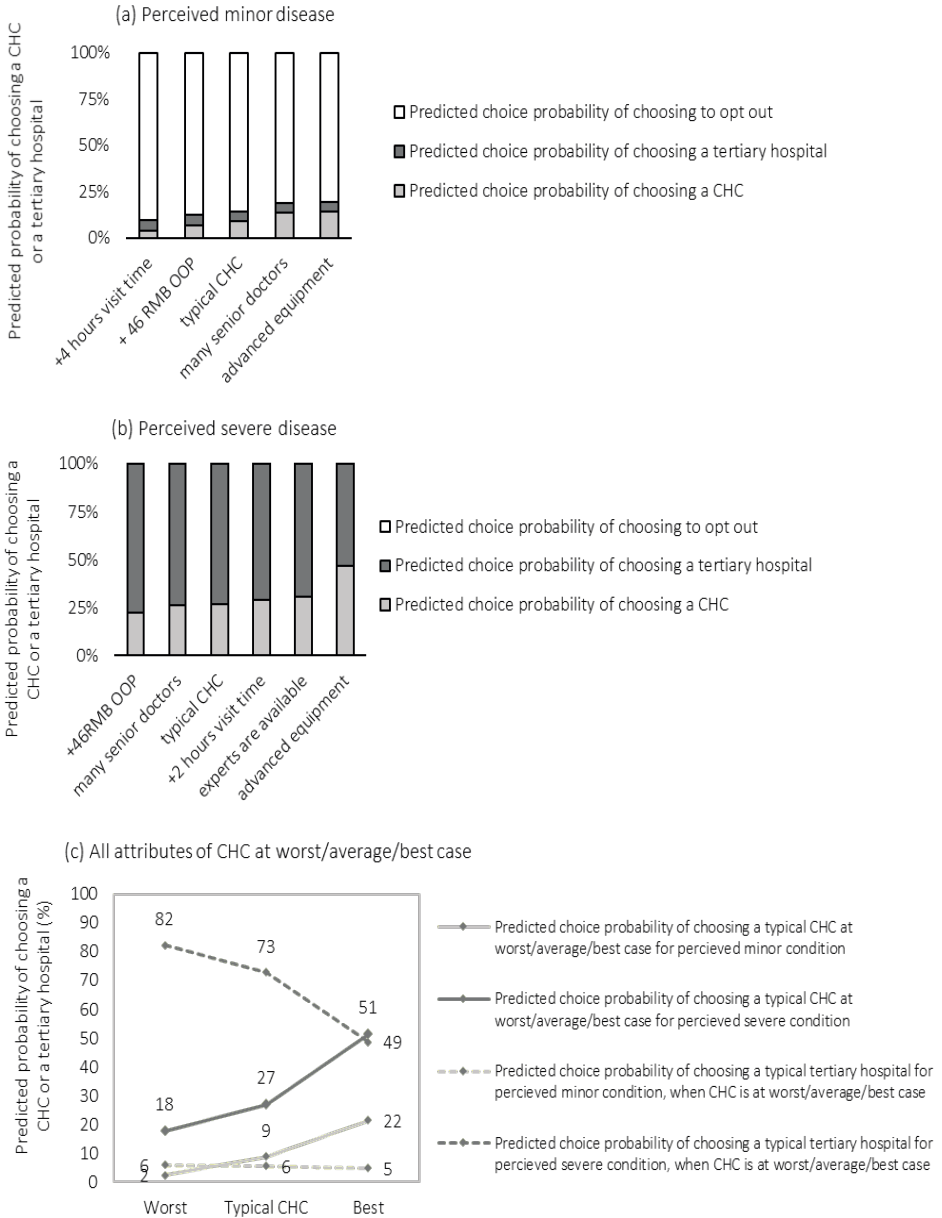 (a) Perceived minor disease
Predicted probability of choosing a CHC
or a tertiary hospital
100%
75%
50%
25%
0%
+4 hours visit time
+ 46 RMB OOP
typical CHC
many senior doctors
advanced equipment
Predicted choice probability of choosing to opt out
Predicted choice probability of choosing a tertiary hospital
Predicted choice probability of choosing a CHC
(b) Perceived severe disease
Predicted probability of choosing a
CHC or a tertiary hospital
100%
75%
50%
25%
0%
+46RMB OOP
many senior doctors
typical CHC
+2 hours visit time
experts are available
advanced equipment
Predicted choice probability of choosing to opt out
Predicted choice probability of choosing a tertiary hospital
Predicted choice probability of choosing a CHC
(c) All attributes of CHC at worst/average/best case
Predicted probability of choosing a
CHC or a tertiary hospital (%)
100
90
80
70
60
50
40
30
20
10
0
82
73
51
49
18
27
9
22
6
2
6
5
Worst
Typical CHC
Best
Predicted choice probability of choosing a typical CHC at
worst/average/best case for percieved minor condition
Predicted choice probability of choosing a typical CHC at
worst/average/best case for percieved severe condition
Predicted choice probability of choosing a typical tertiary hospital for
percieved minor condition, when CHC is at worst/average/best case
Predicted choice probability of choosing a typical tertiary hospital for
percieved severe condition, when CHC is at worst/average/best case